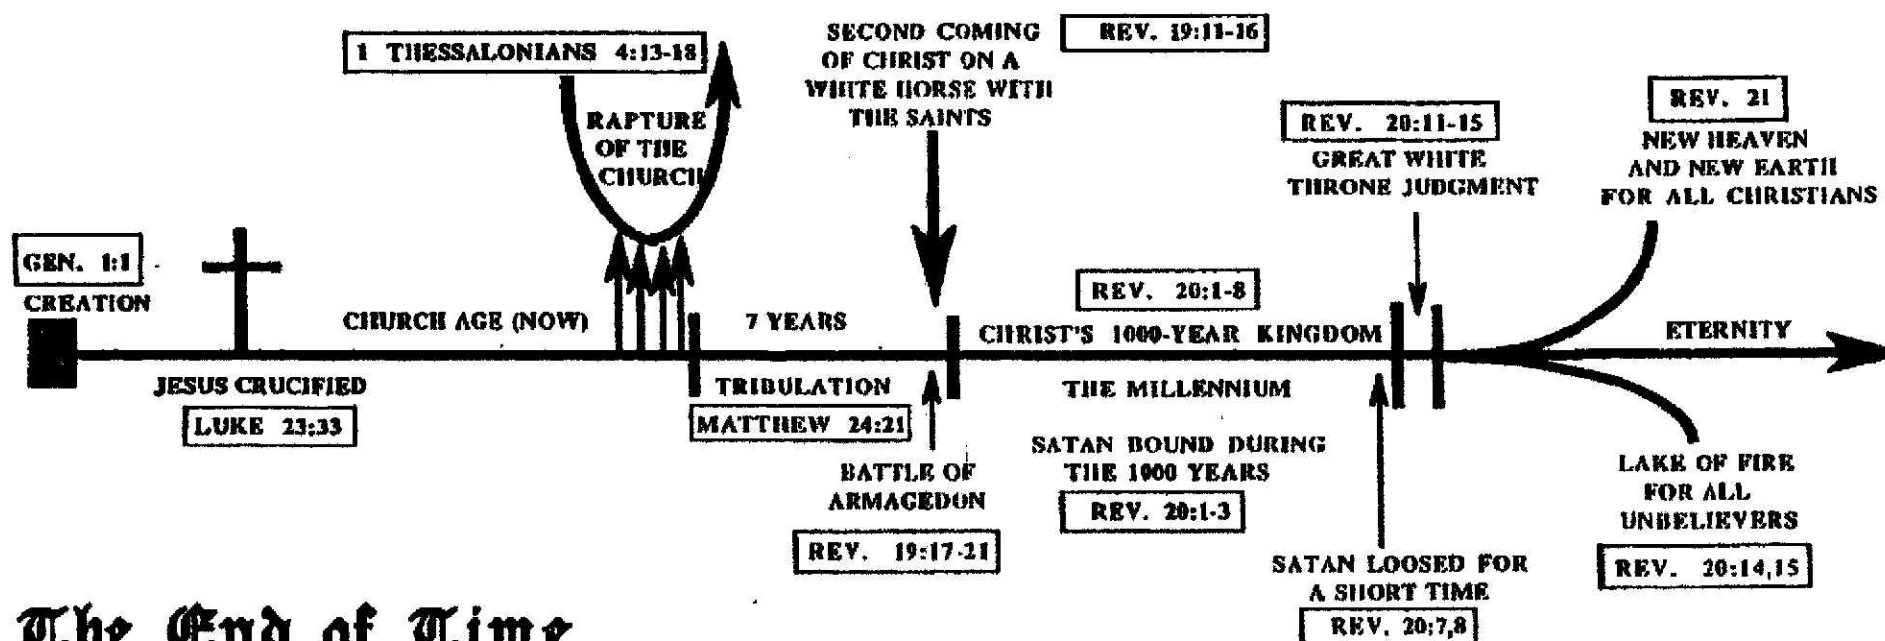 1 THESSALONIANS 4:13-18
RAPTURE
OF THE
CHURCH
SECOND COMING
OF CHRIST ON A
WHITE HORSE WITH
THE SAINTS
REV. 19:11-16
REV. 20:11-15
GREAT WHITE
THRONE JUDGMENT
REV. 21
NEW HEAVEN
AND NEW EARTH
FOR ALL CHRISTIANS
GEN. 1:1
CREATION
CHURCH AGE (NOW)
7 YEARS
REV. 20:1-8
CHRIST'S 1000-YEAR KINGDOM
ETERNITY
JESUS CRUCIFIED
LUKE 23:33
TRIBULATION
MATTHEW 24:21
THE MILLENNIUM
BATTLE OF
ARMAGEDON
REV. 19:17-21
SATAN BOUND DURING
THE 1000 YEARS
REV. 20:1-3
SATAN LOOSED FOR
A SHORT TIME
REV. 20:7,8
LAKE OF FIRE
FOR ALL
UNBELIEVERS
REV. 20:14,15
The End of Time